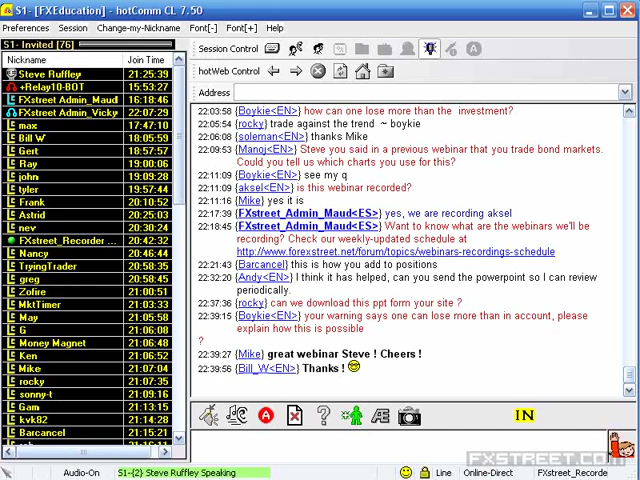 S1- [FXEducation] - hotComm CL 7.50
Preferences Session Change-my-Nickname Font[-] Font[+] Help
S1- Invited [76]
Nickname Join Time
Steve Ruffley 21:25:39
+Relay10-BOT 15:53:27
FXstreet Admin_Maud 16:18:46
FXstreet Admin_Vicky 22:07:29
max 17:47:10
Bill W 18:05:59
Gert 18:57:55
Ray 19:00:06
john 19:09:28
tyler 19:57:44
Frank 20:10:52
Astrid 20:25:03
nev 20:30:24
FXstreet_Recorder ... 20:42:32
Nancy 20:46:44
TryingTrader 20:58:35
greg 20:58:45
Zofire 21:00:51
MktTimer 21:03:33
May 21:05:58
G 21:06:08
Money Magnet 21:06:48
Ken 21:06:52
Mike 21:07:04
rocky 21:07:35
sonny-t 21:09:16
Gam 21:13:15
kvk82 21:14:28
Barcancel 21:15:21
Session Control
hotWeb Control
Address
22:03:58 {Boykie<EN>} how can one lose more than the investment?
22:05:54 {rocky} trade against the trend ~ boykie
22:06:08 {soleman<EN>} thanks Mike
22:09:53 {Manoj<EN>} Steve you said in a previous webinar that you trade bond markets.
Could you tell us which charts you use for this?
22:11:09 {Boykie<EN>} see my q
22:11:09 {aksel<EN>} is this webinar recorded?
22:11:16 {Mike} yes it is
22:17:39 {FXstreet_Admin_Maud<ES>} yes, we are recording aksel
22:18:45 {FXstreet_Admin_Maud<ES>} Want to know what are the webinars we'll be
recording? Check our weekly-updated schedule at
http://www.forexstreet.net/forum/topics/webinars-recordings-schedule
22:21:43 {Barcancel} this is how you add to positions
22:32:20 {Andy<EN>} I think it has helped, can you send the powerpoint so I can review
periodically.
22:37:36 {rocky} can we download this ppt form your site ?
22:39:15 {Boykie<EN>} your warning says one can lose more than in account, please
explain how this is possible
?
22:39:27 {Mike} great webinar Steve ! Cheers !
22:39:56 {Bill_W<EN>} Thanks !
IN
FXSTREET.COM
Audio-On S1-{2} Steve Ruffley Speaking Line Online-Direct FXstreet_Recorde